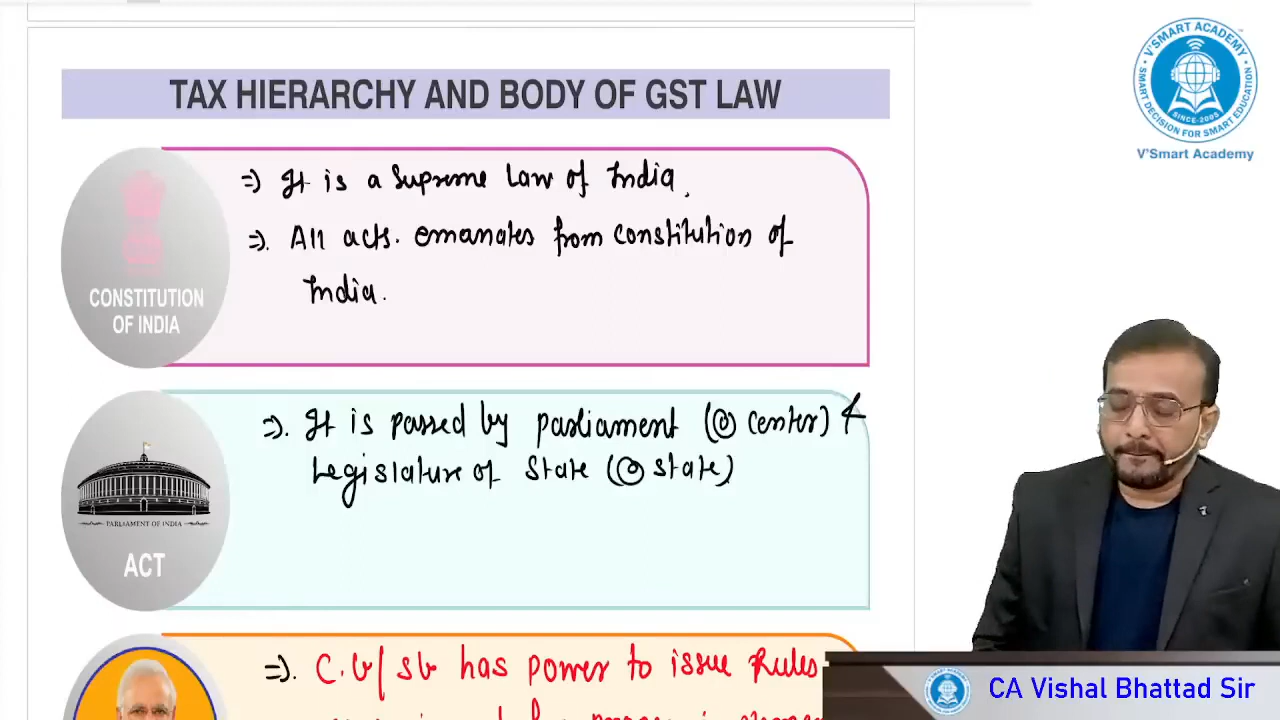 TAX HIERARCHY AND BODY OF GST LAW
V'SMART ACADEMY
SMART DECISION FOR SMART EDUCATION
SINCE-2005
V'Smart Academy
CONSTITUTION
OF INDIA
=) It is a Supreme Law of India.
=). All acts. emanates from constitution of
India.
PARLIAMENT OF INDIA
ACT
=). It is passed by parliament (@ center) &
Legislature of State (@ state)
=). C.G/SG has power to issue Rules
CA Vishal Bhattad Sir